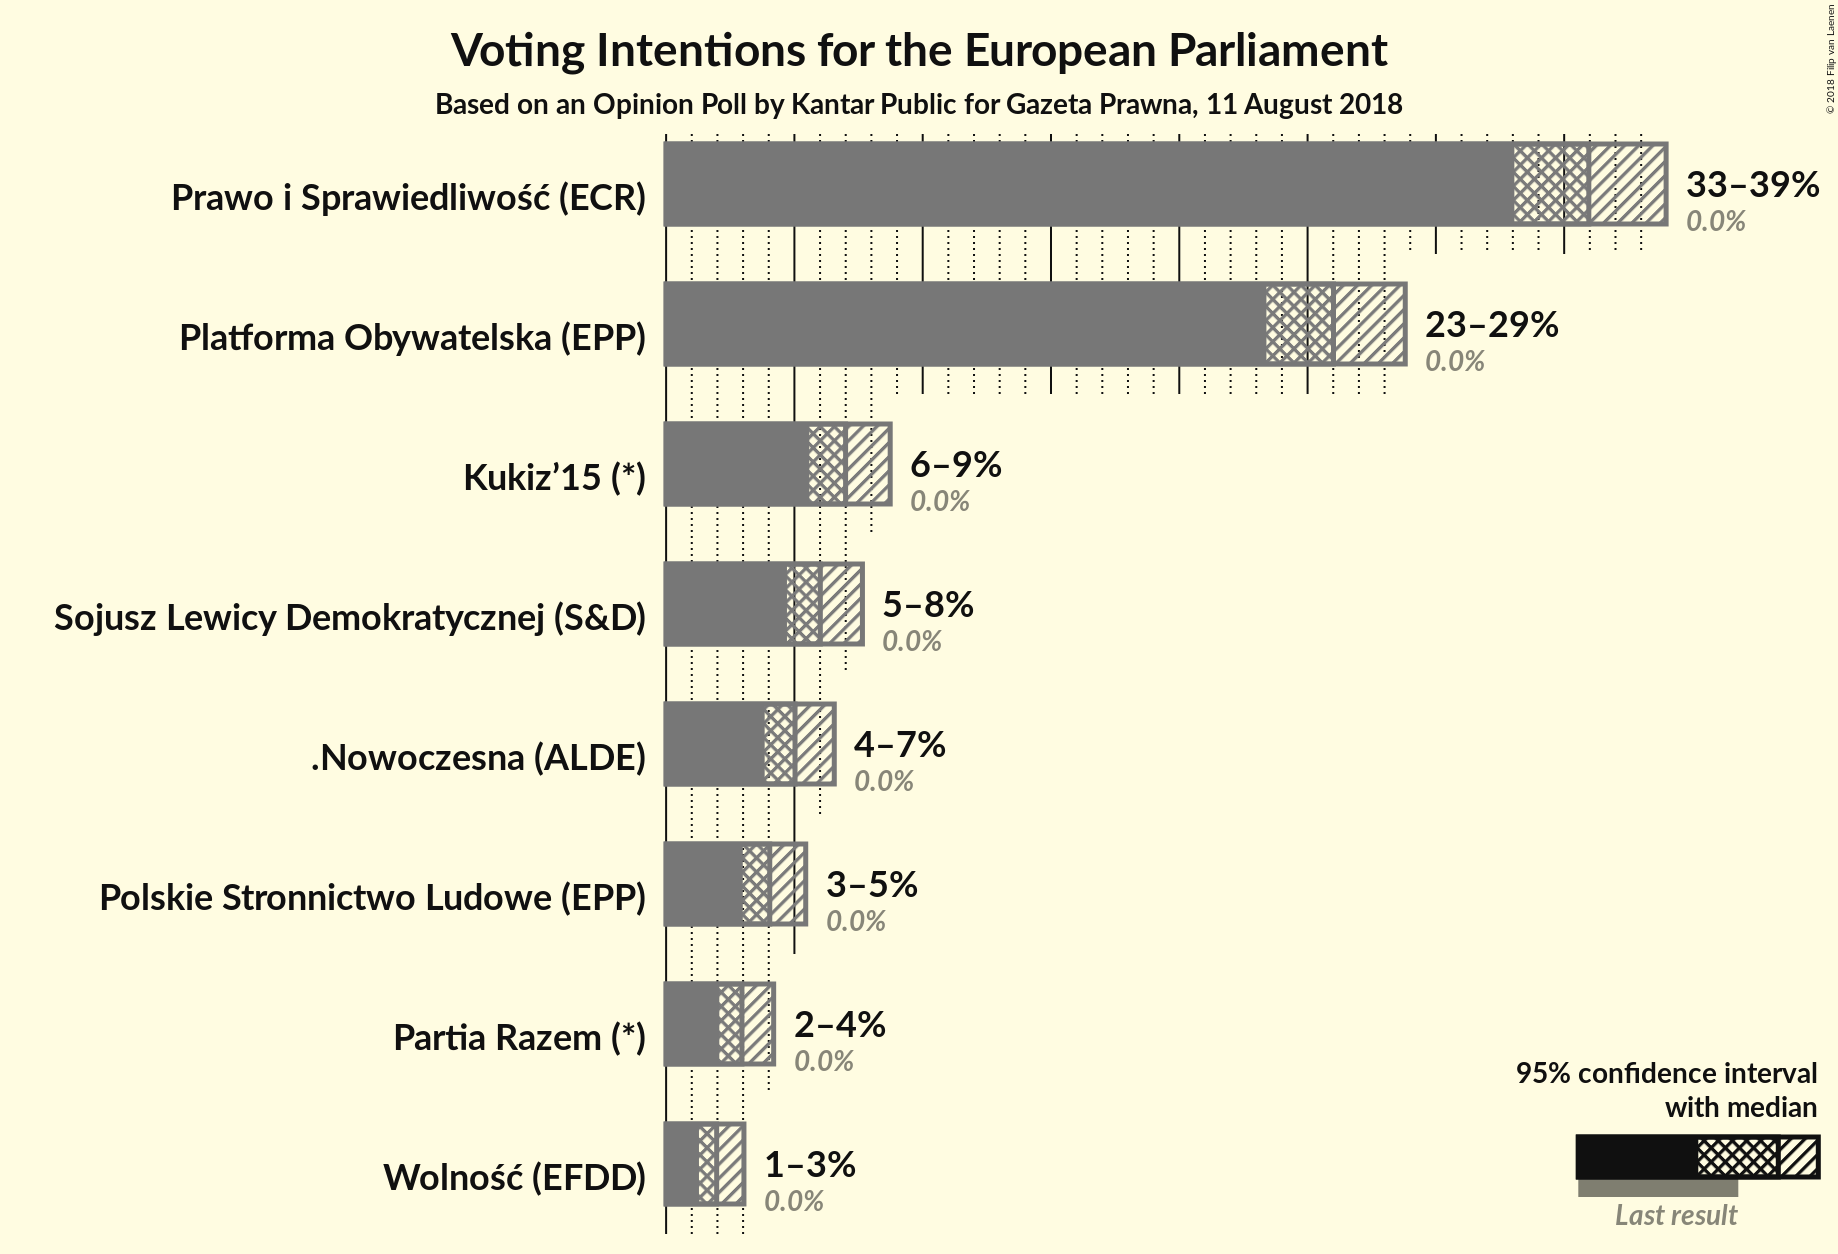 Voting Intentions for the European Parliament
Based on an Opinion Poll by Kantar Public for Gazeta Prawna, 11 August 2018
© 2018 Filip van Laenen
Prawo i Sprawiedliwość (ECR)
33–39%
0.0%
Platforma Obywatelska (EPP)
23–29%
0.0%
Kukiz’15 (*)
6–9%
0.0%
Sojusz Lewicy Demokratycznej (S&D)
5–8%
0.0%
.Nowoczesna (ALDE)
4–7%
0.0%
Polskie Stronnictwo Ludowe (EPP)
3–5%
0.0%
Partia Razem (*)
2–4%
0.0%
Wolność (EFDD)
1–3%
0.0%
95% confidence interval
with median
Last result